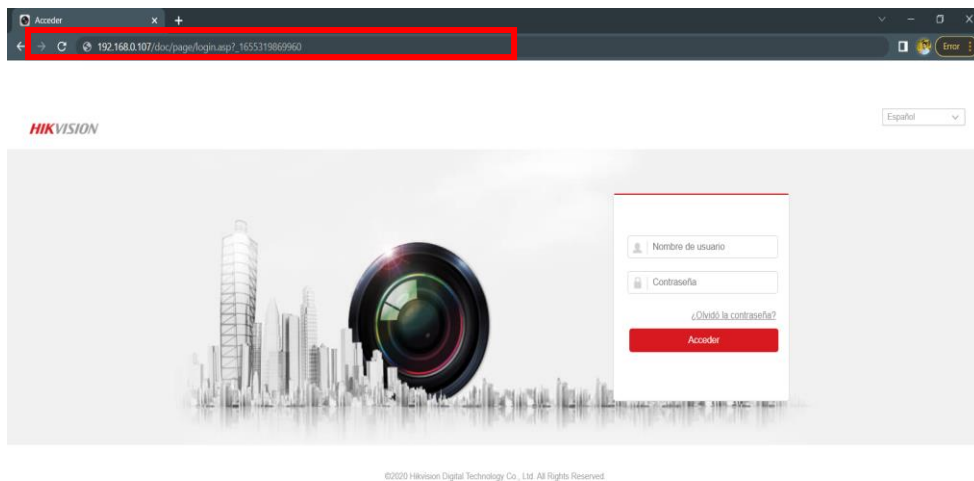 Acceder
192.168.0.107/doc/page/login.asp?_1655319869960
Error
HIKVISION
Español
Nombre de usuario
Contraseña
¿Olvidó la contraseña?
Acceder
©2020 Hikvision Digital Technology Co., Ltd. All Rights Reserved.